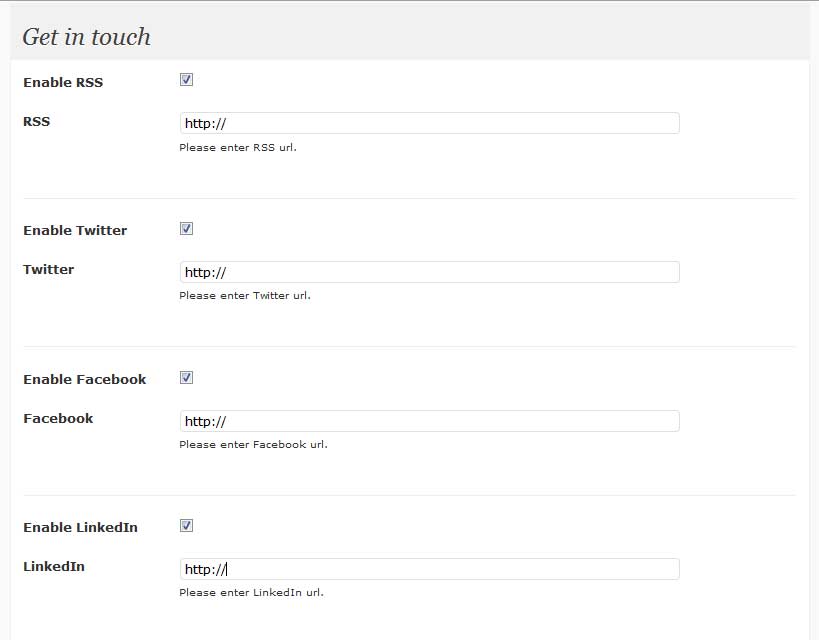 Get in touch
Enable RSS
RSS http://
Please enter RSS url.
Enable Twitter
Twitter http://
Please enter Twitter url.
Enable Facebook
Facebook http://
Please enter Facebook url.
Enable LinkedIn
LinkedIn http://
Please enter LinkedIn url.